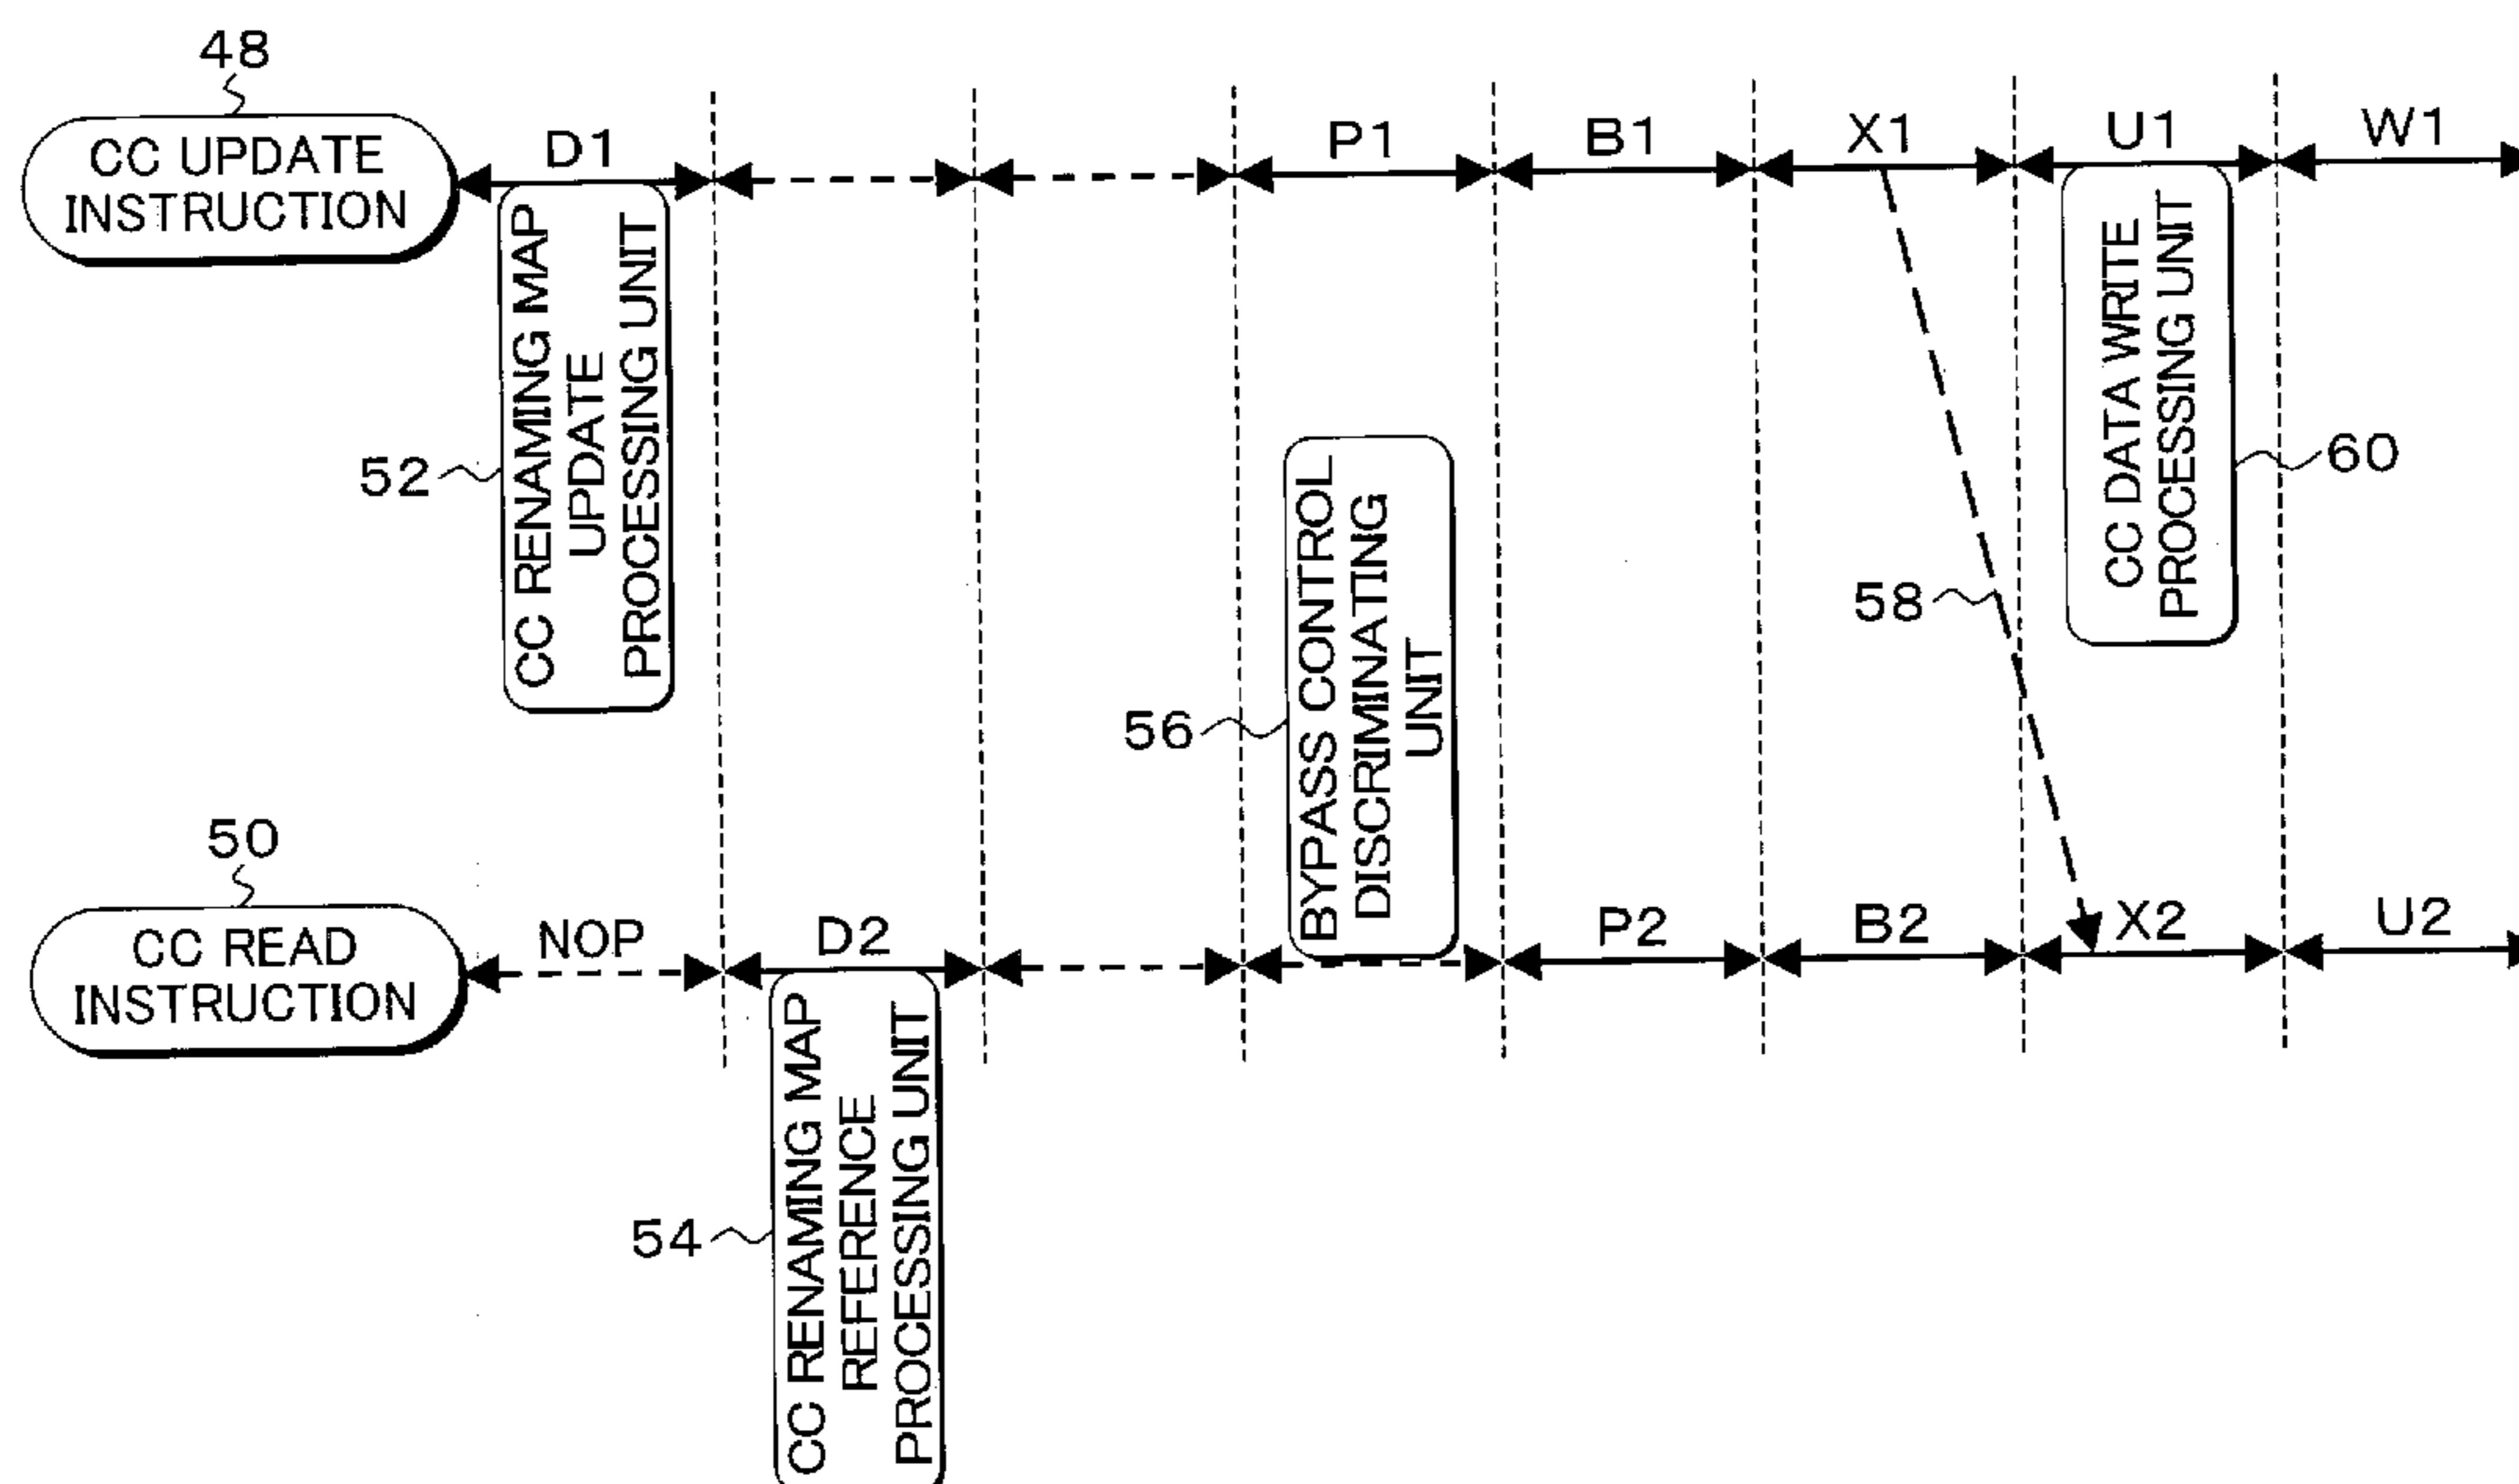 48
CC UPDATE
INSTRUCTION
D1
P1
B1
X1
U1
W1
52
CC RENAMING MAP
UPDATE
PROCESSING UNIT
56
BYPASS CONTROL
DISCRIMINATING
UNIT
58
CC DATA WRITE
PROCESSING UNIT
60
50
CC READ
INSTRUCTION
NOP
D2
P2
B2
X2
U2
54
CC RENAMING MAP
REFERENCE
PROCESSING UNIT